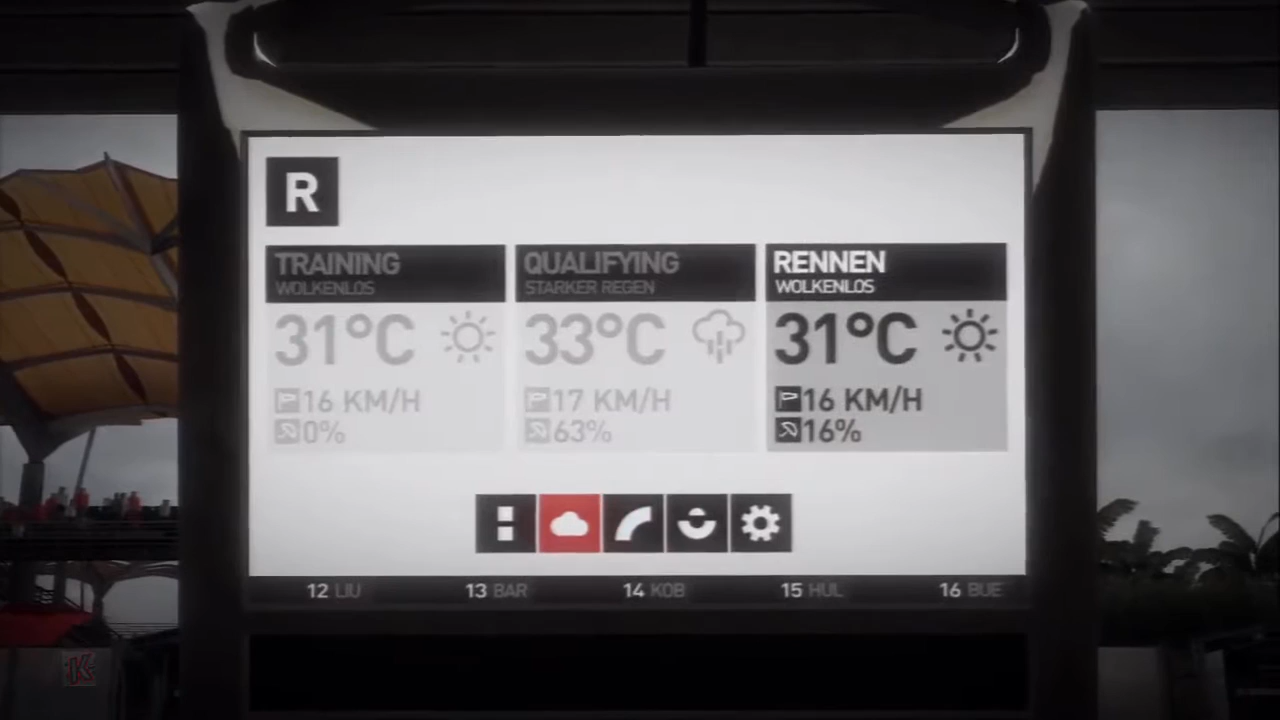 R
TRAINING
WOLKENLOS
31°C
16 KM/H
0%
QUALIFYING
STARKER REGEN
33°C
17 KM/H
63%
RENNEN
WOLKENLOS
31°C
16 KM/H
16%
12 LIU 13 BAR 14 KOB 15 HUL 16 BUE
K